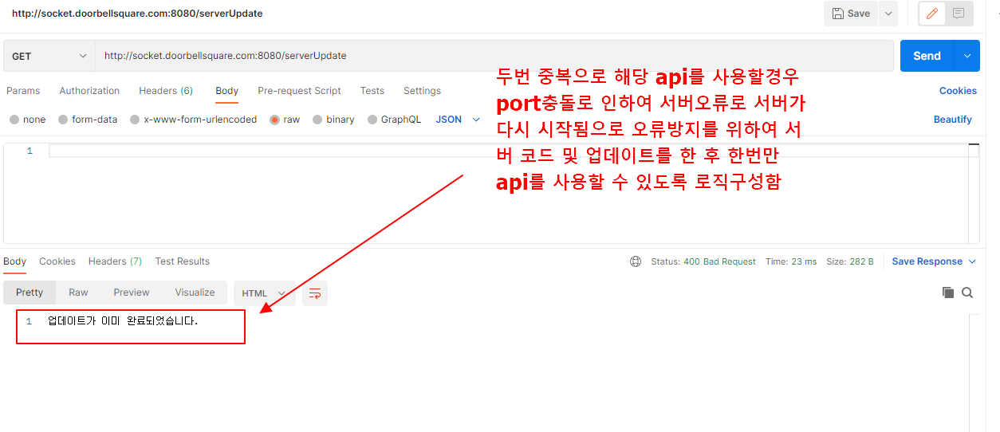 http://socket.doorbellsquare.com:8080/serverUpdate
Save
GET
http://socket.doorbellsquare.com:8080/serverUpdate
Send
Params Authorization Headers (6) Body Pre-request Script Tests Settings
Cookies
none form-data x-www-form-urlencoded raw binary GraphQL JSON
Beautify
1
두번 중복으로 해당 api를 사용할경우
port충돌로 인하여 서버오류로 서버가
다시 시작됨으로 오류방지를 위하여 서
버 코드 및 업데이트를 한 후 한번만
api를 사용할 수 있도록 로직구성함
Body Cookies Headers (7) Test Results
Status: 400 Bad Request Time: 23 ms Size: 282 B
Save Response
Pretty Raw Preview Visualize HTML
1 업데이트가 이미 완료되었습니다.